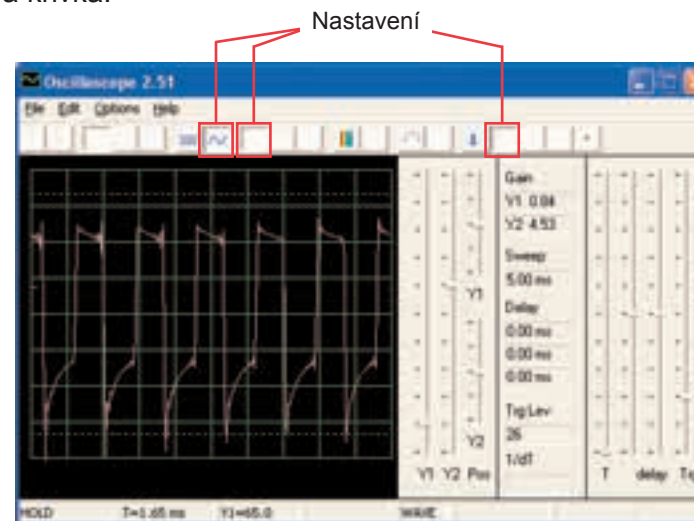 a křivka.
Nastavení
Oscilloscope 2.51
File Edit Options Help
Gain
Y1 0.84
Y2 4.53
Sweep
5.00 ms
Y1
Delay
0.00 ms
0.00 ms
0.00 ms
Trig Lev
26
Y2
1/dT
Y1 Y2 Pos
T delay
HOLD T=1.65 ms Y1=65.0 WAVE